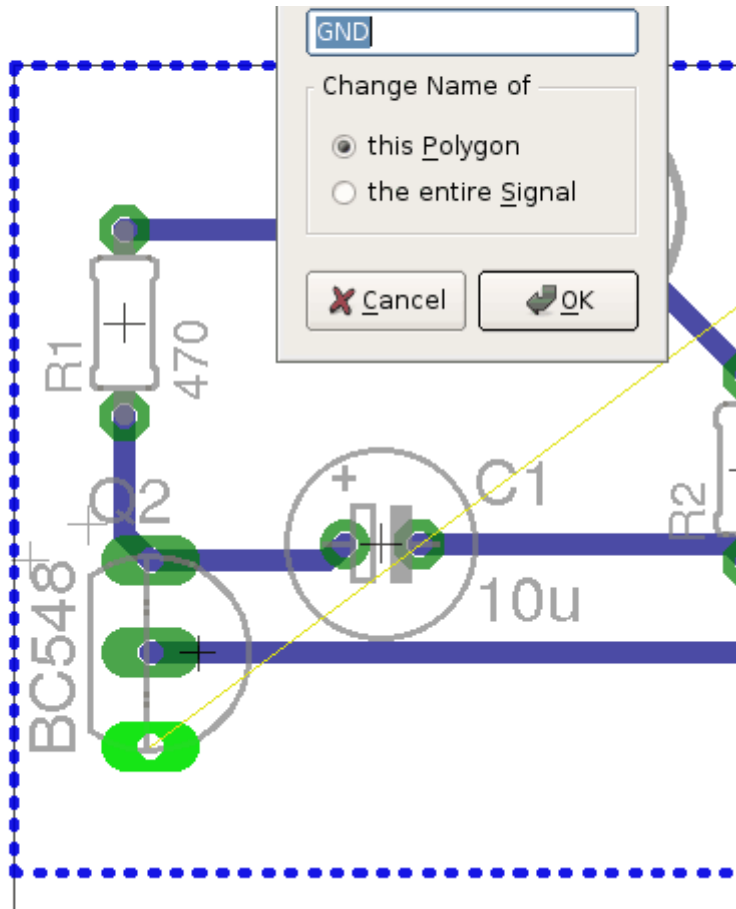 GND
Change Name of
this Polygon
the entire Signal
Cancel
OK
R1
470
Q2
C1
R2
BC548
10u